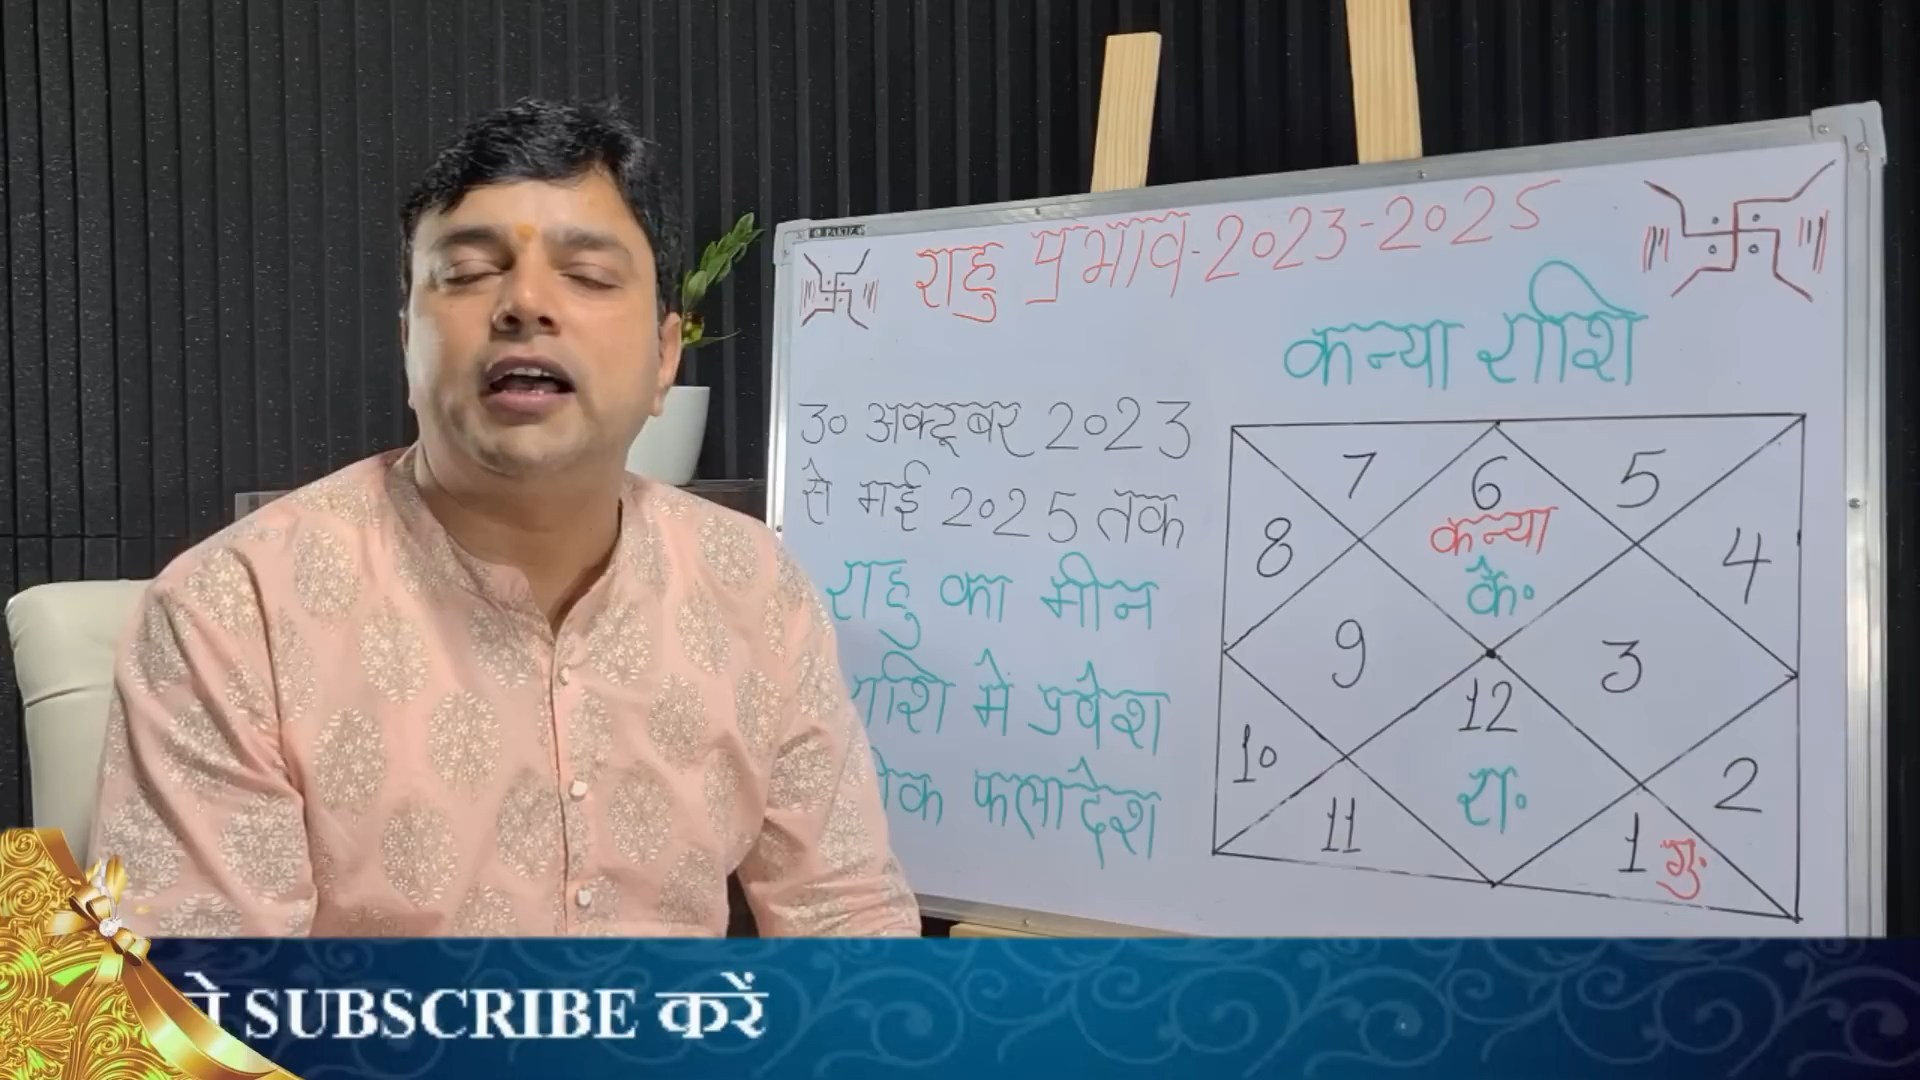 राहु प्रभाव-2023-2025
कन्या राशि
30 अक्टूबर 2023
से मई 2025 तक
राहु का मीन
राशि में प्रवेश
फलादेश
7
6
5
कन्या
के॰
8
4
9
3
12
रा॰
10
2
11
1 गु॰
SUBSCRIBE करें